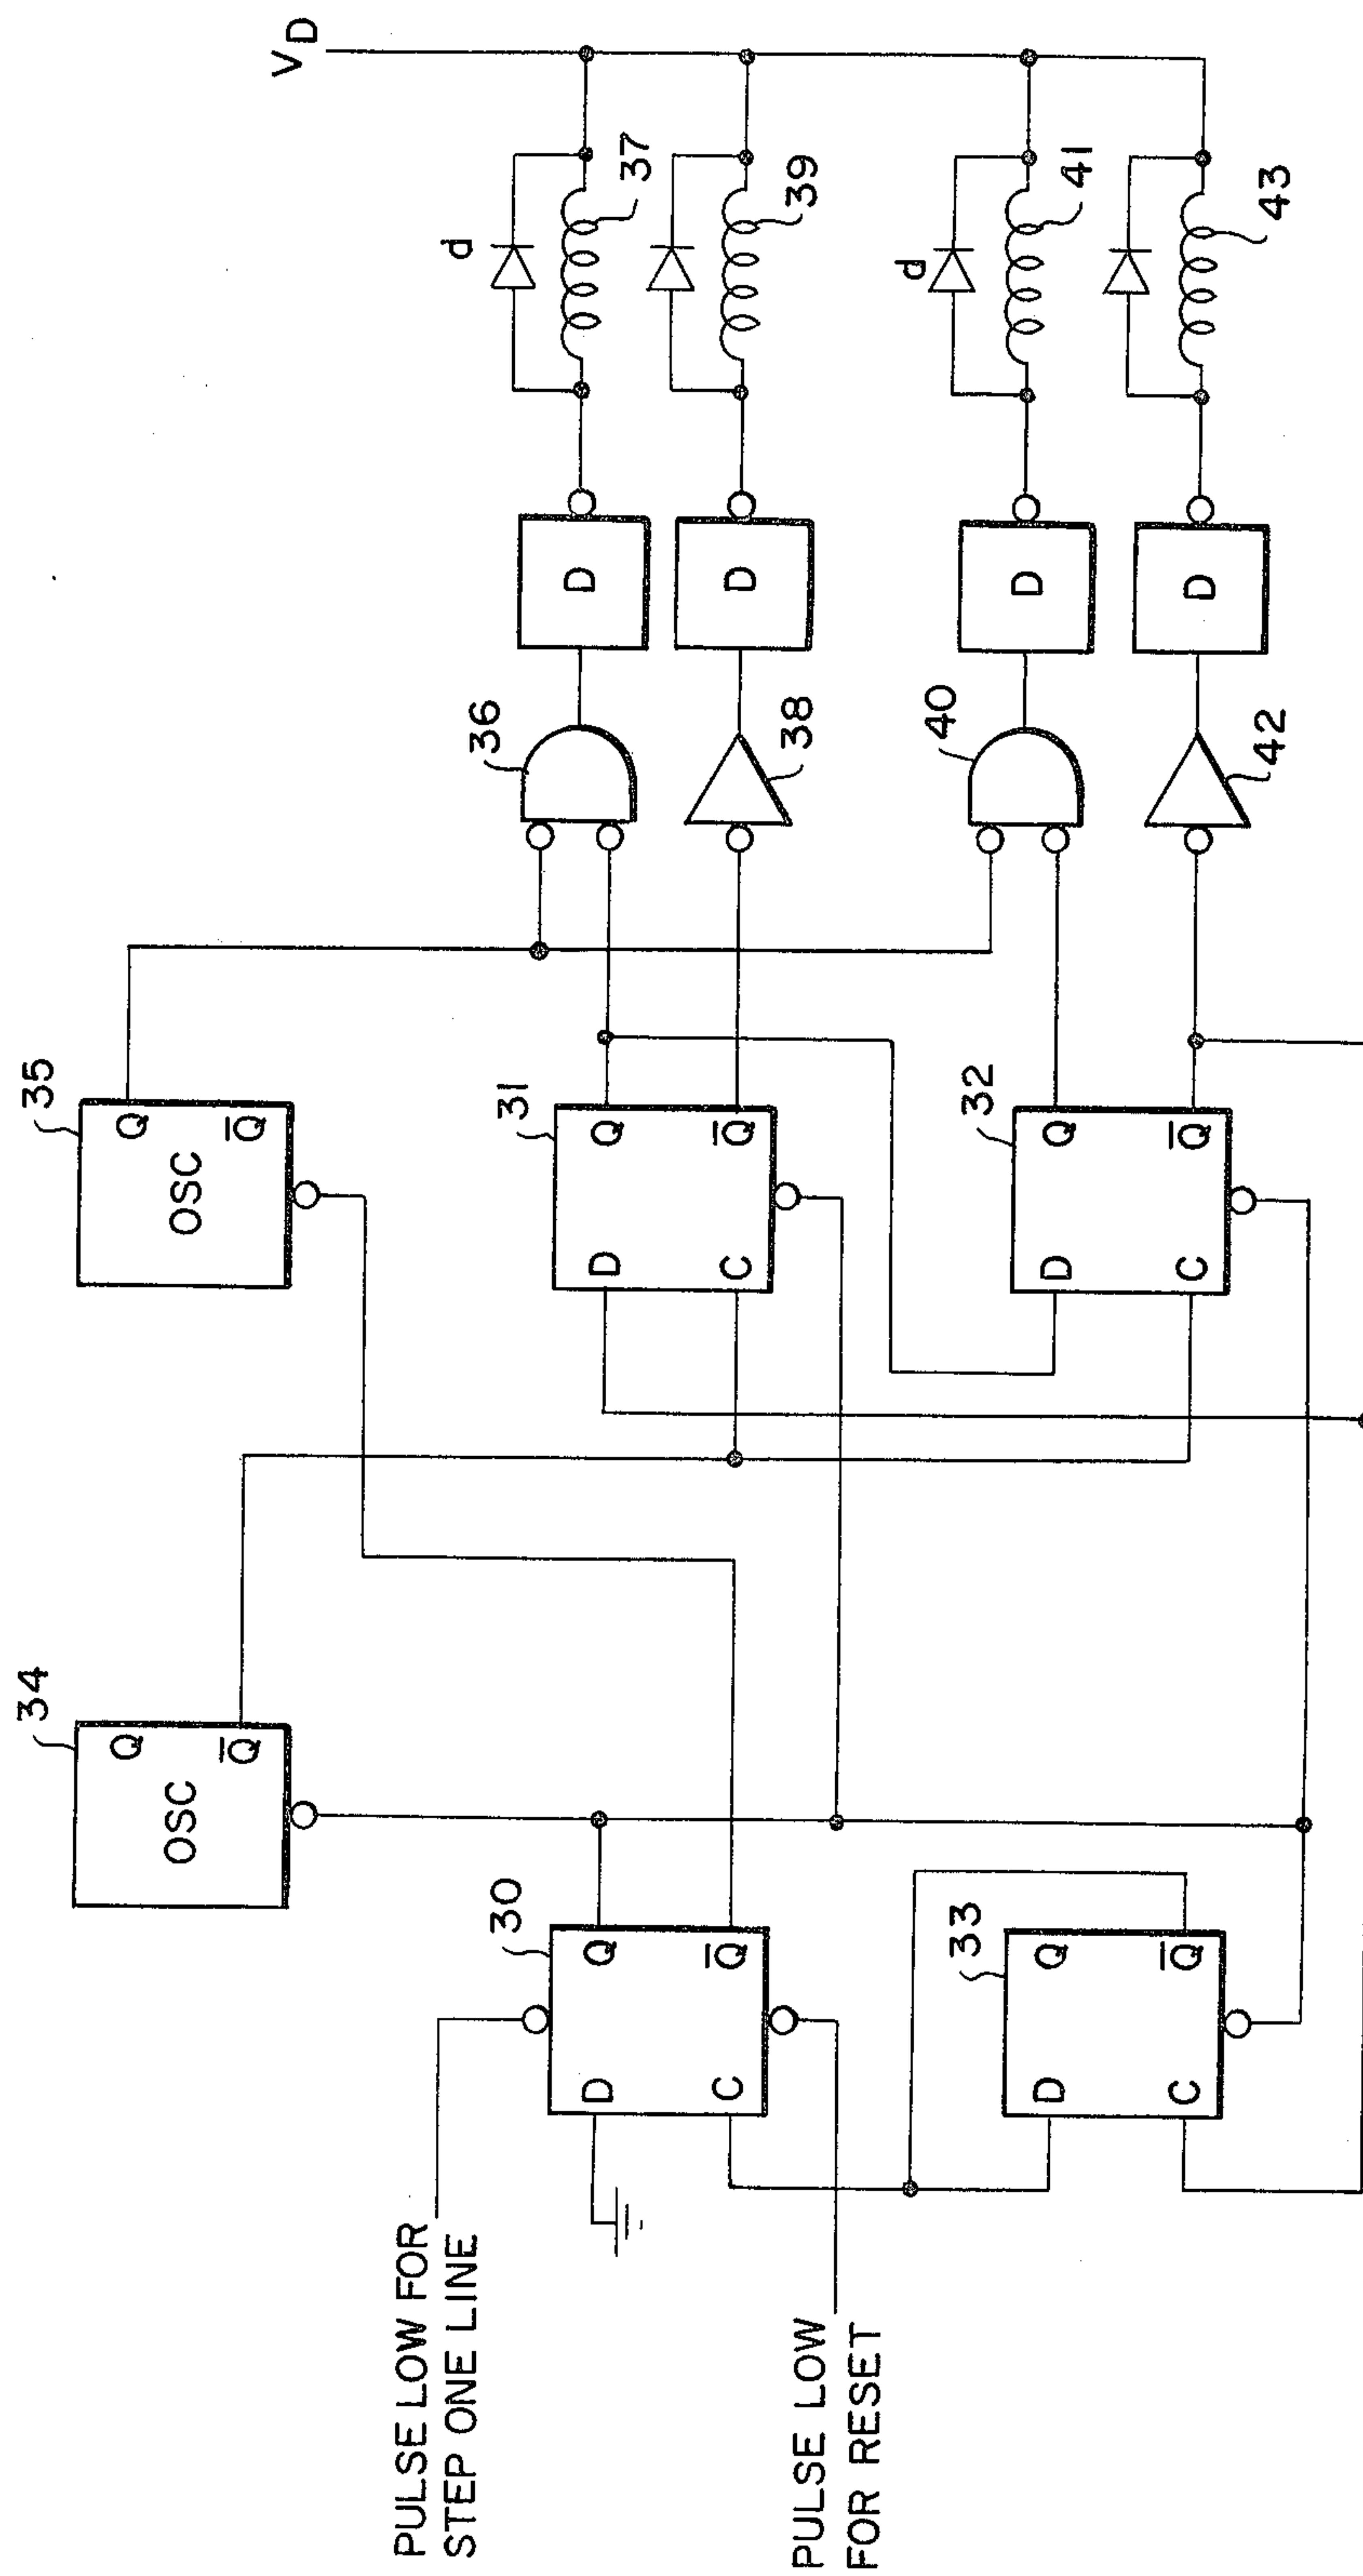 34
OSC
Q
Q̅
35
OSC
Q
Q̅
V_D
PULSE LOW FOR
STEP ONE LINE
30
D
Q
C
Q̅
31
D
Q
C
Q̅
36
D
d
37
38
D
39
PULSE LOW
FOR RESET
33
D
Q
C
Q̅
32
D
Q
C
Q̅
40
D
d
41
42
D
43